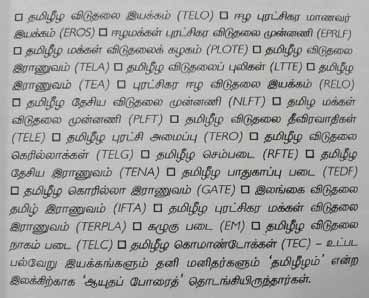 ☐ தமிழீழ விடுதலை இயக்கம் (TELO) ☐ ஈழ புரட்சிகர மாணவர்
இயக்கம் (EROS) ☐ ஈழமக்கள் புரட்சிகர விடுதலை முன்னணி (EPRLF)
☐ தமிழீழ மக்கள் விடுதலைக் கழகம் (PLOTE) ☐ தமிழீழ விடுதலை
இராணுவம் (TELA) ☐ தமிழீழ விடுதலைப் புலிகள் (LTTE) ☐ தமிழீழ
இராணுவம் (TEA) ☐ புரட்சிகர ஈழ விடுதலை இயக்கம் (RELO)
☐ தமிழீழ தேசிய விடுதலை முன்னணி (NLFT) ☐ தமிழ் மக்கள்
விடுதலை முன்னணி (PLFT) ☐ தமிழீழ விடுதலை தீவிரவாதிகள்
(TELE) ☐ தமிழீழ புரட்சி அமைப்பு (TERO) ☐ தமிழீழ விடுதலை
கெரில்லாக்கள் (TELG) ☐ தமிழீழ செம்படை (RFTE) ☐ தமிழீழ
தேசிய இராணுவம் (TENA) ☐ தமிழீழ பாதுகாப்பு படை (TEDF)
☐ தமிழீழ கொரில்லா இராணுவம் (GATE) ☐ இலங்கை விடுதலை
தமிழ் இராணுவம் (IFTA) ☐ தமிழீழ புரட்சிகர மக்கள் விடுதலை
இராணுவம் (TERPLA) ☐ கழுகு படை (EM) ☐ தமிழீழ விடுதலை
நாகம் படை (TELC) ☐ தமிழீழ கொமாண்டோக்கள் (TEC) – உட்பட
பல்வேறு இயக்கங்களும் தனி மனிதர்களும் 'தமிழீழம்' என்ற
இலக்கிற்காக 'ஆயுதப் போரைத்' தொடங்கியிருந்தார்கள்.